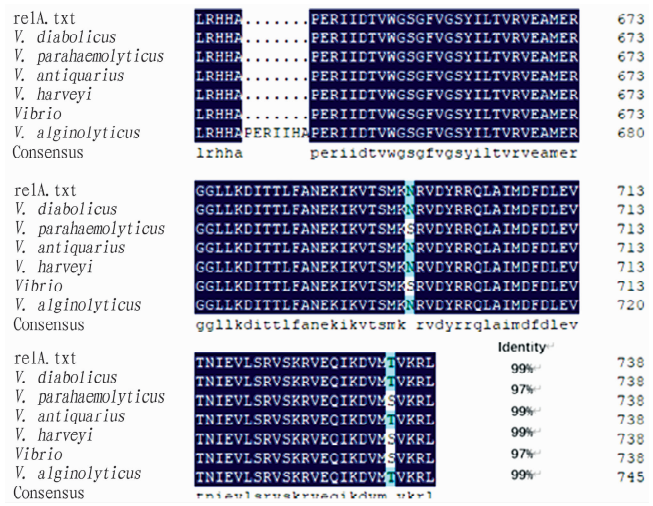 relA.txt LRHHA.......PERIIDTVWGSGFVGSYILTVRVEAMER 673
V. diabolicus LRHHA.......PERIIDTVWGSGFVGSYILTVRVEAMER 673
V. parahaemolyticus LRHHA.......PERIIDTVWGSGFVGSYILTVRVEAMER 673
V. antiquarius LRHHA.......PERIIDTVWGSGFVGSYILTVRVEAMER 673
V. harveyi LRHHA.......PERIIDTVWGSGFVGSYILTVRVEAMER 673
Vibrio LRHHA.......PERIIDTVWGSGFVGSYILTVRVEAMER 673
V. alginolyticus LRHHAPERIIHAPERIIDTVWGSGFVGSYILTVRVEAMER 680
Consensus lrhha periidtvwgsgfvgsyiltvrveamer
relA.txt GGLLKDITTLFANEKIKVTSMKNRVDYRRQLAIMDFDLEV 713
V. diabolicus GGLLKDITTLFANEKIKVTSMKNRVDYRRQLAIMDFDLEV 713
V. parahaemolyticus GGLLKDITTLFANEKIKVTSMKSRVDYRRQLAIMDFDLEV 713
V. antiquarius GGLLKDITTLFANEKIKVTSMKNRVDYRRQLAIMDFDLEV 713
V. harveyi GGLLKDITTLFANEKIKVTSMKNRVDYRRQLAIMDFDLEV 713
Vibrio GGLLKDITTLFANEKIKVTSMKSRVDYRRQLAIMDFDLEV 713
V. alginolyticus GGLLKDITTLFANEKIKVTSMKNRVDYRRQLAIMDFDLEV 720
Consensus ggllkdittlfanekikvtsmk rvdyrrqlaimdfdlev
Identity
relA.txt TNIEVLSRVSKRVEQIKDVMTVKRL 738
V. diabolicus TNIEVLSRVSKRVEQIKDVMTVKRL 99% 738
V. parahaemolyticus TNIEVLSRVSKRVEQIKDVMSVKRL 97% 738
V. antiquarius TNIEVLSRVSKRVEQIKDVMTVKRL 99% 738
V. harveyi TNIEVLSRVSKRVEQIKDVMSVKRL 99% 738
Vibrio TNIEVLSRVSKRVEQIKDVMSVKRL 97% 738
V. alginolyticus TNIEVLSRVSKRVEQIKDVMTVKRL 99% 745
Consensus tnievlsrvskrveqikdvm vkrl